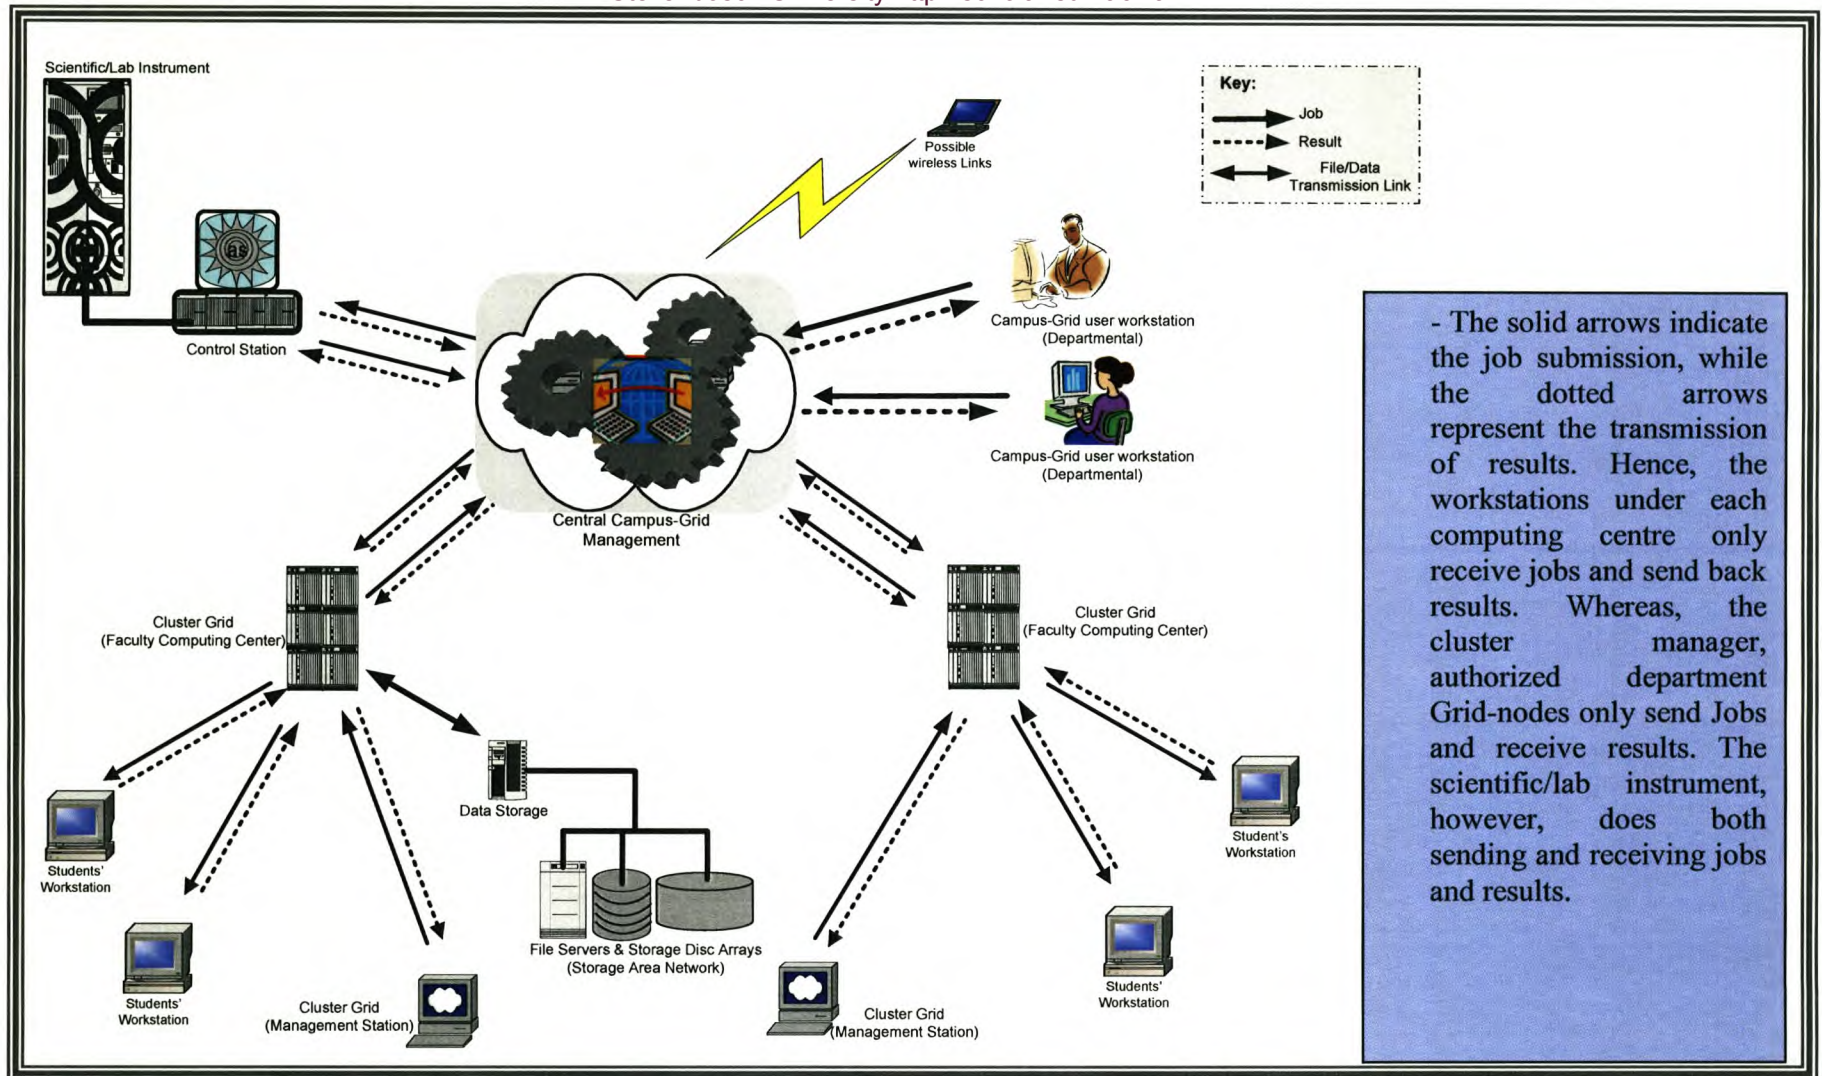 Scientific/Lab Instrument
Key:
Job
Result
File/Data
Transmission Link
Possible
wireless Links
as
Control Station
Campus-Grid user workstation
(Departmental)
Campus-Grid user workstation
(Departmental)
Central Campus-Grid
Management
Cluster Grid
(Faculty Computing Center)
Cluster Grid
(Faculty Computing Center)
Data Storage
Students'
Workstation
Student's
Workstation
File Servers & Storage Disc Arrays
(Storage Area Network)
Students'
Workstation
Students'
Workstation
Cluster Grid
(Management Station)
Cluster Grid
(Management Station)
- The solid arrows indicate
the job submission, while
the dotted arrows
represent the transmission
of results. Hence, the
workstations under each
computing centre only
receive jobs and send back
results. Whereas, the
cluster manager,
authorized department
Grid-nodes only send Jobs
and receive results. The
scientific/lab instrument,
however, does both
sending and receiving jobs
and results.